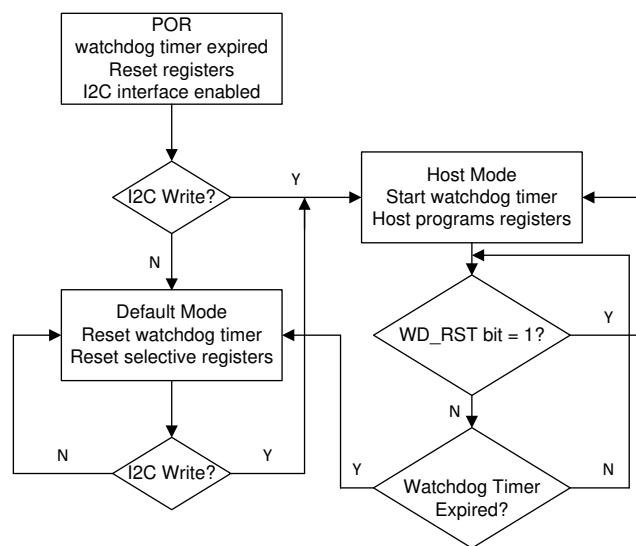 POR
watchdog timer expired
Reset registers
I2C interface enabled
I2C Write?
Y
N
Host Mode
Start watchdog timer
Host programs registers
Default Mode
Reset watchdog timer
Reset selective registers
WD_RST bit = 1?
Y
N
I2C Write?
N
Y
Watchdog Timer
Expired?
Y
N